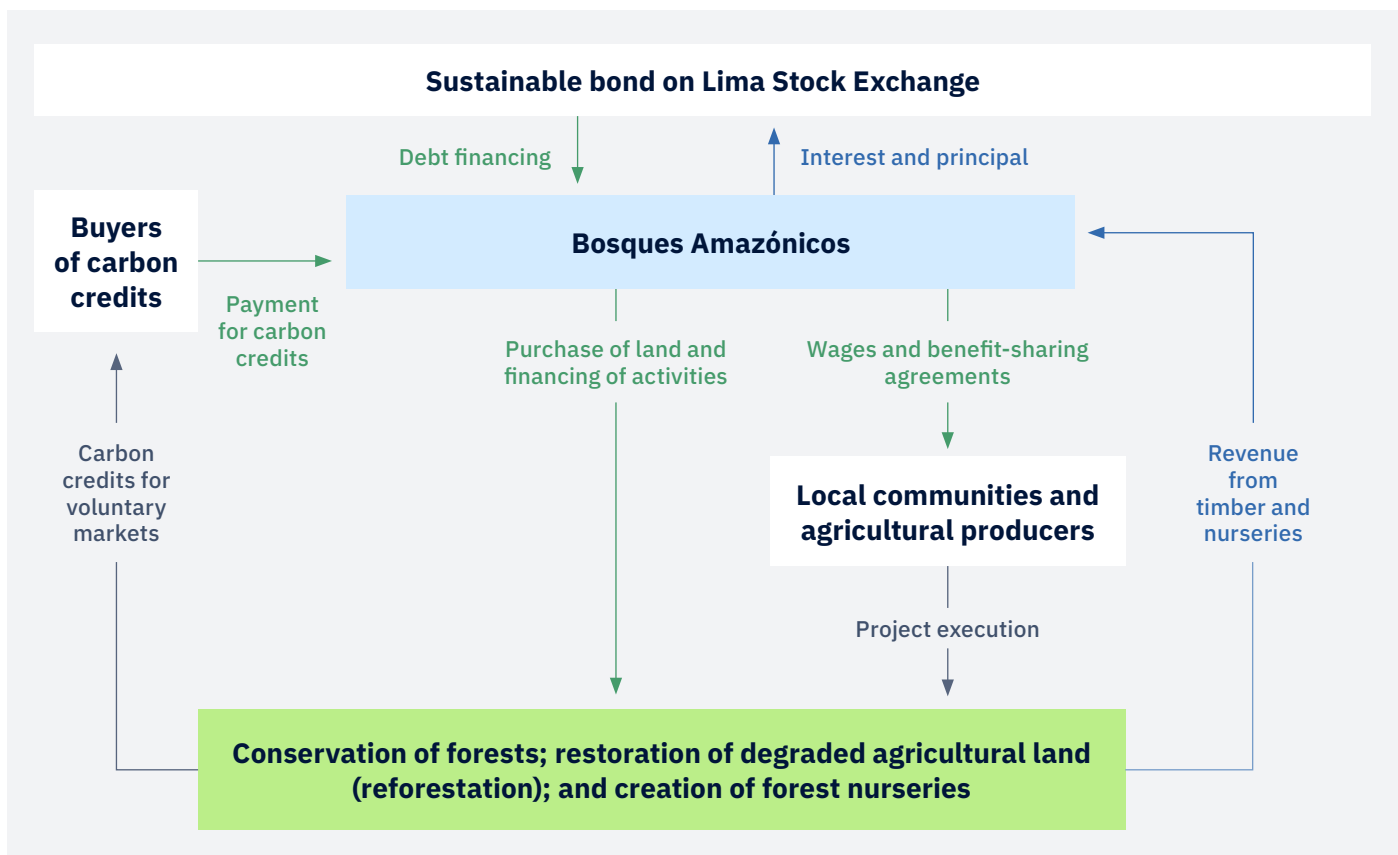 Sustainable bond on Lima Stock Exchange
Debt financing
Interest and principal
Buyers
of carbon
credits
Bosques Amazónicos
Payment
for carbon
credits
Purchase of land and
financing of activities
Wages and benefit-sharing
agreements
Carbon
credits for
voluntary
markets
Local communities and
agricultural producers
Revenue
from
timber and
nurseries
Project execution
Conservation of forests; restoration of degraded agricultural land
(reforestation); and creation of forest nurseries